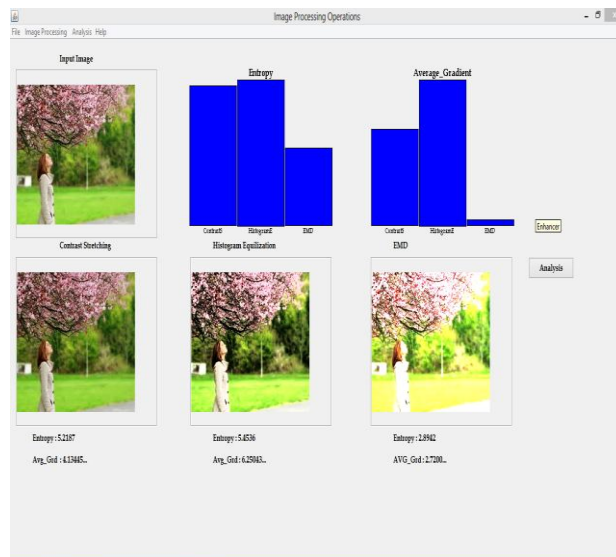 Image Processing Operations
File Image Processing Analysis Help
Input Image
Entropy
Average_Gradient
ContrastS HistogramE EMD
ContrastS HistogramE EMD
Enhancer
Contrast Stretching
Histogram Equilization
EMD
Analysis
Entropy : 5.2187
Entropy : 5.4536
Entropy : 2.8942
Avg_Grd : 4.13445...
Avg_Grd : 6.25043...
AVG_Grd : 2.7200...